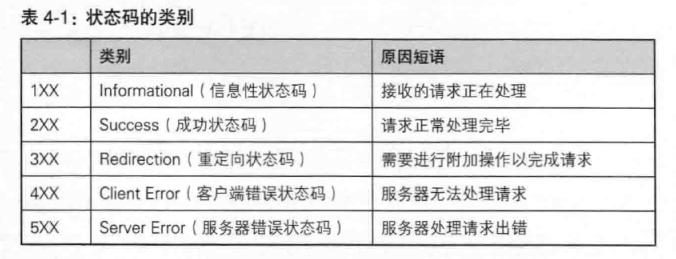 表 4-1：状态码的类别
类别 原因短语
1XX Informational（信息性状态码） 接收的请求正在处理
2XX Success（成功状态码） 请求正常处理完毕
3XX Redirection（重定向状态码） 需要进行附加操作以完成请求
4XX Client Error（客户端错误状态码） 服务器无法处理请求
5XX Server Error（服务器错误状态码） 服务器处理请求出错